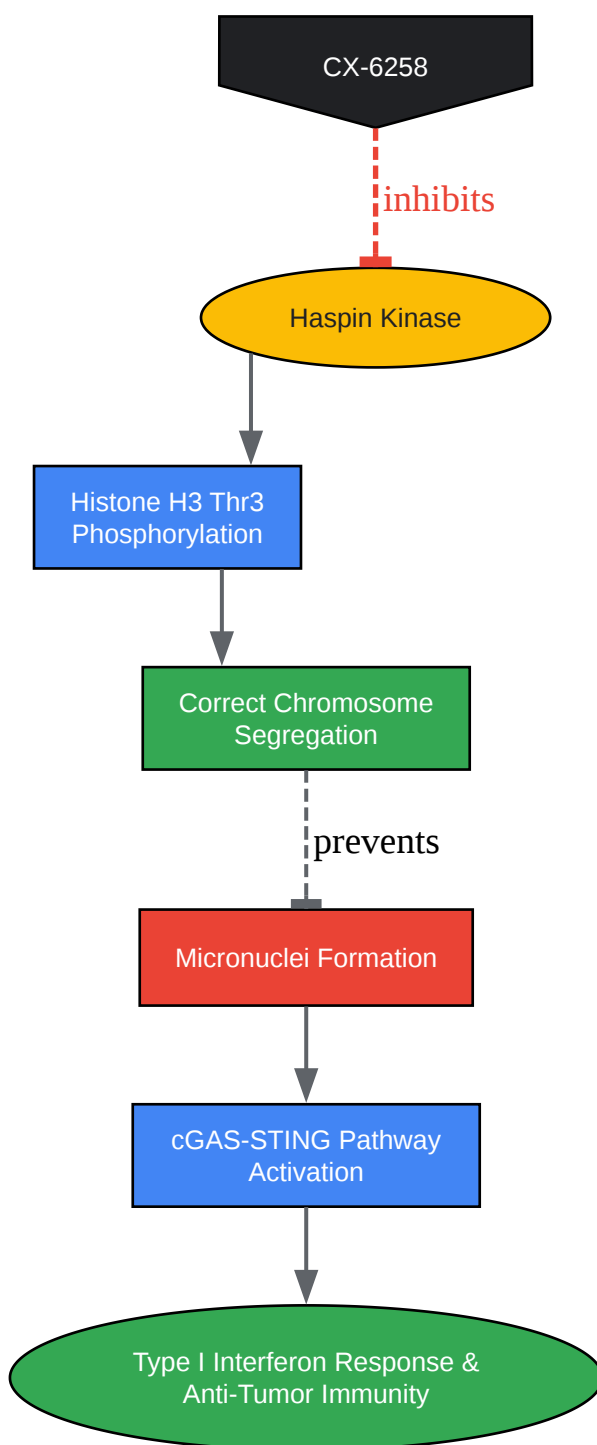 CX-6258
inhibits
Haspin Kinase
Histone H3 Thr3
Phosphorylation
Correct Chromosome
Segregation
prevents
Micronuclei Formation
cGAS-STING Pathway
Activation
Type I Interferon Response &
Anti-Tumor Immunity